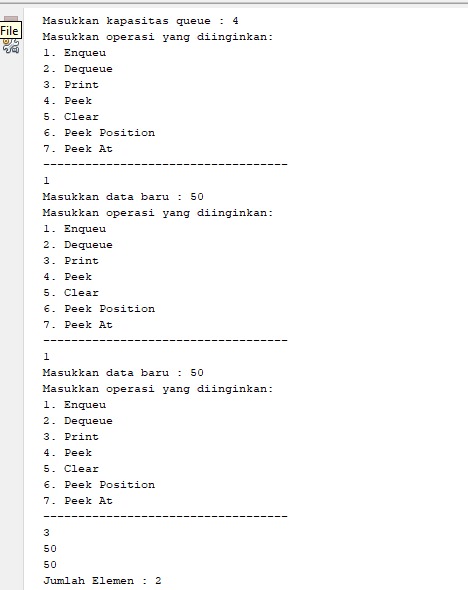 File
Masukkan kapasitas queue : 4
Masukkan operasi yang diinginkan:
1. Enqueu
2. Dequeue
3. Print
4. Peek
5. Clear
6. Peek Position
7. Peek At
-----------------------------------
1
Masukkan data baru : 50
Masukkan operasi yang diinginkan:
1. Enqueu
2. Dequeue
3. Print
4. Peek
5. Clear
6. Peek Position
7. Peek At
-----------------------------------
1
Masukkan data baru : 50
Masukkan operasi yang diinginkan:
1. Enqueu
2. Dequeue
3. Print
4. Peek
5. Clear
6. Peek Position
7. Peek At
-----------------------------------
3
50
50
Jumlah Elemen : 2